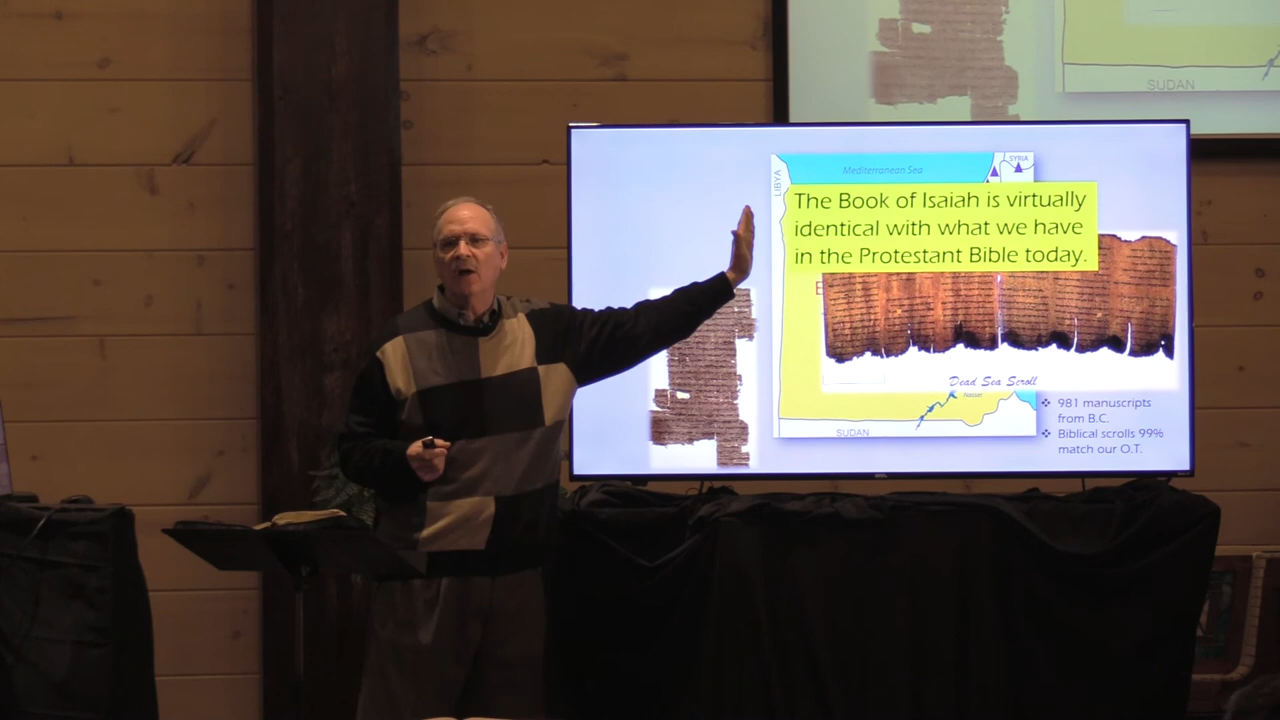 SUDAN
LIBYA
Mediterranean Sea
SYRIA
The Book of Isaiah is virtually
identical with what we have
in the Protestant Bible today.
E
Dead Sea Scroll
Nasser
SUDAN
❖ 981 manuscripts
from B.C.
❖ Biblical scrolls 99%
match our O.T.